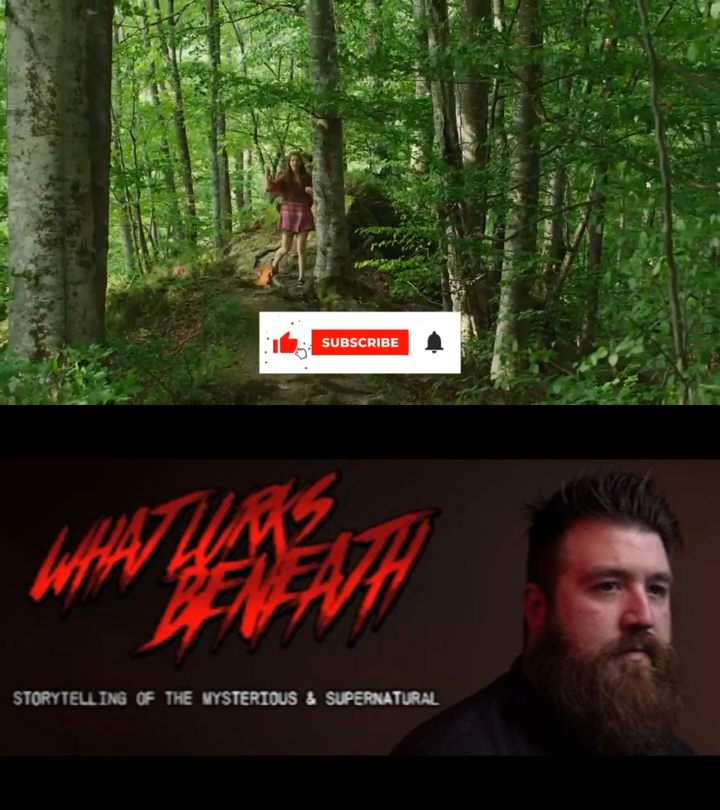 SUBSCRIBE
WHAT LURKS
BENEATH
STORYTELLING OF THE MYSTERIOUS & SUPERNATURAL